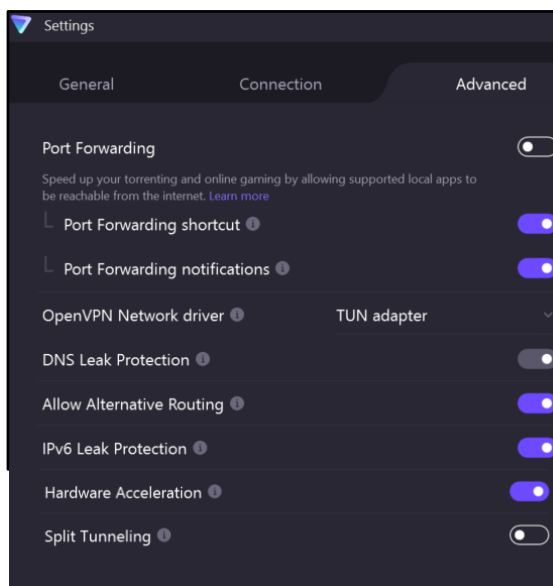 Settings
General Connection Advanced
Port Forwarding
Speed up your torrenting and online gaming by allowing supported local apps to
be reachable from the internet. Learn more
Port Forwarding shortcut
Port Forwarding notifications
OpenVPN Network driver TUN adapter
DNS Leak Protection
Allow Alternative Routing
IPv6 Leak Protection
Hardware Acceleration
Split Tunneling